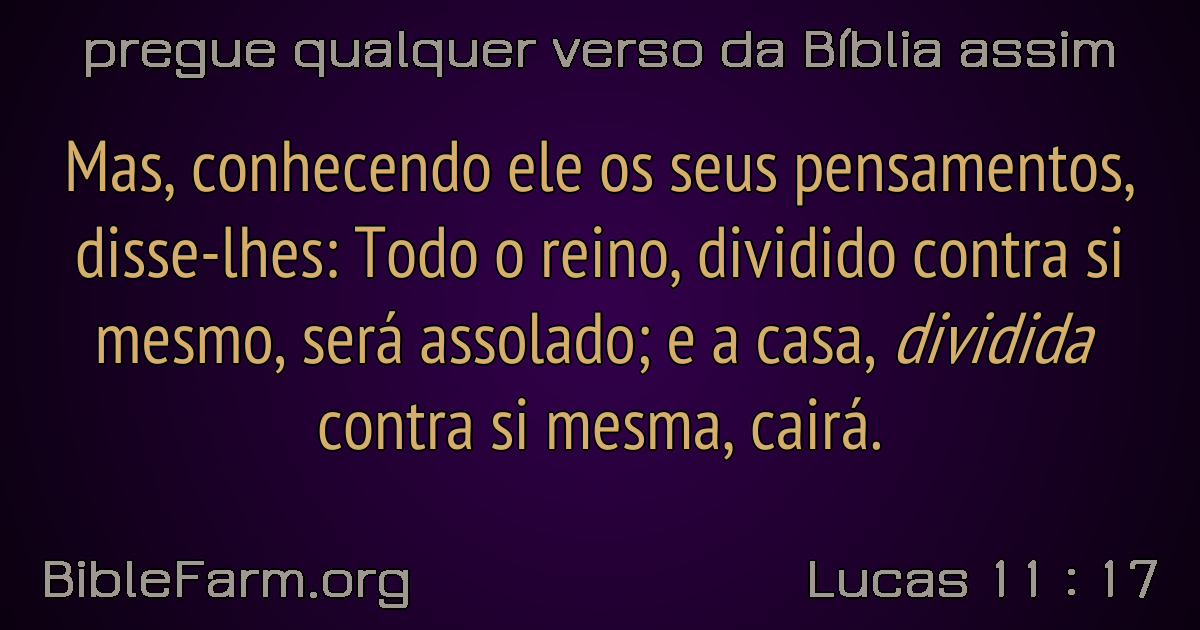 pregue qualquer verso da Bíblia assim
Mas, conhecendo ele os seus pensamentos,
disse-lhes: Todo o reino, dividido contra si
mesmo, será assolado; e a casa, dividida
contra si mesma, cairá.
BibleFarm.org
Lucas 11 : 17